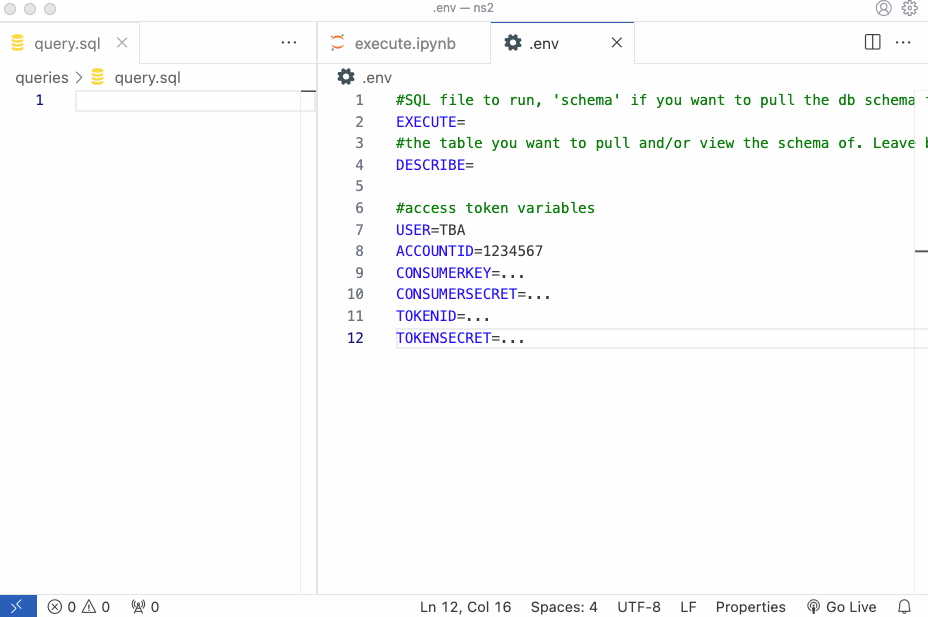 .env — ns2
query.sql
execute.ipynb
.env
queries > query.sql
.env
1
1 #SQL file to run, 'schema' if you want to pull the db schema
2 EXECUTE=
3 #the table you want to pull and/or view the schema of. Leave
4 DESCRIBE=
5
6 #access token variables
7 USER=TBA
8 ACCOUNTID=1234567
9 CONSUMERKEY=...
10 CONSUMERSECRET=...
11 TOKENID=...
12 TOKENSECRET=...
0 0 0 Ln 12, Col 16 Spaces: 4 UTF-8 LF Properties Go Live